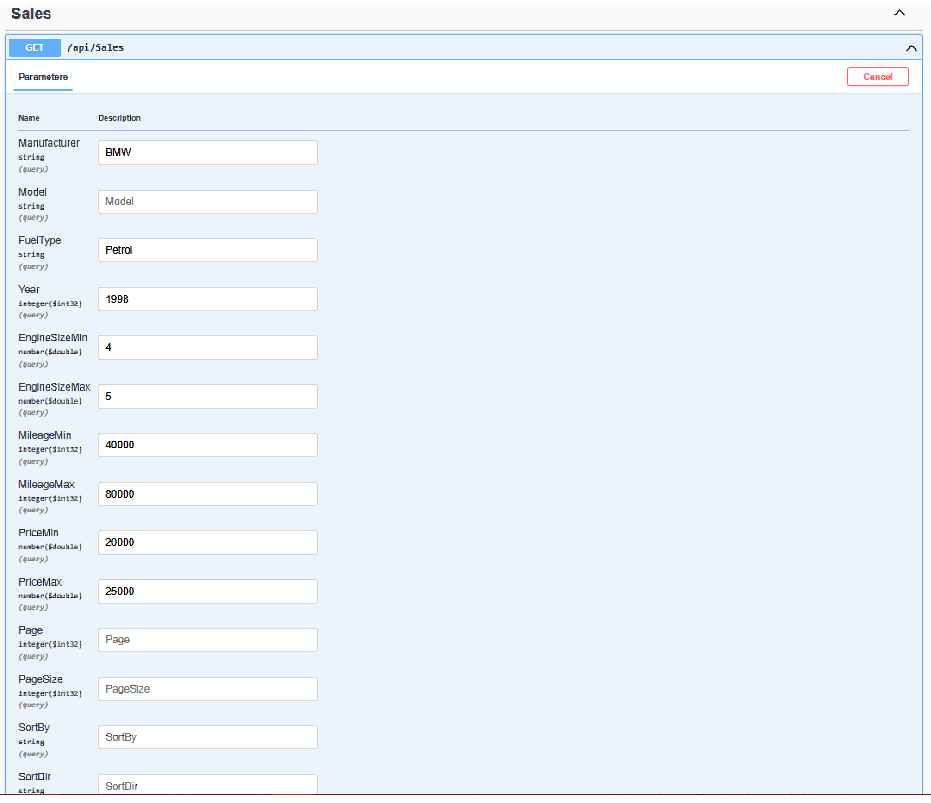 Sales
GET /api/Sales
Parameters Cancel
Name Description
Manufacturer
string
(query)
BMW
Model
string
(query)
Model
FuelType
string
(query)
Petrol
Year
integer($int32)
(query)
1998
EngineSizeMin
number($double)
(query)
4
EngineSizeMax
number($double)
(query)
5
MileageMin
integer($int32)
(query)
40000
MileageMax
integer($int32)
(query)
80000
PriceMin
number($double)
(query)
20000
PriceMax
number($double)
(query)
25000
Page
integer($int32)
(query)
Page
PageSize
integer($int32)
(query)
PageSize
SortBy
string
(query)
SortBy
SortDir
string
SortDir